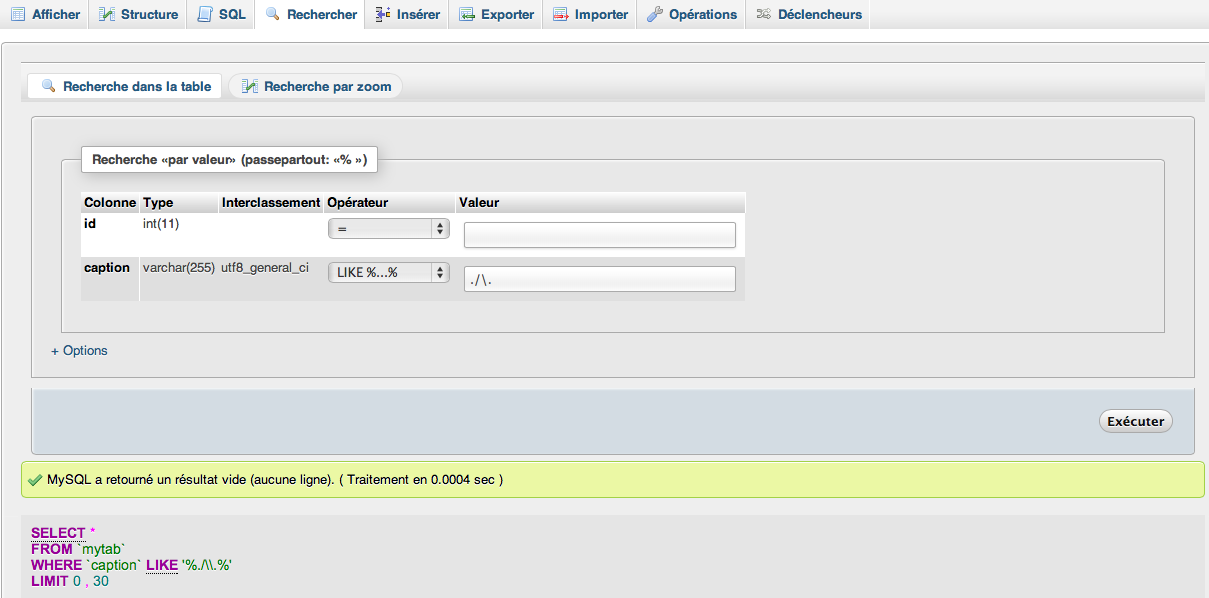 Afficher Structure SQL Rechercher Insérer Exporter Importer Opérations Déclencheurs
Recherche dans la table Recherche par zoom
Recherche «par valeur» (passepartout: «% »)
Colonne Type Interclassement Opérateur Valeur
id int(11) =
caption varchar(255) utf8_general_ci LIKE %...% ./\.
+ Options
Exécuter
MySQL a retourné un résultat vide (aucune ligne). ( Traitement en 0.0004 sec )
SELECT *
FROM `mytab`
WHERE `caption` LIKE '%./\\.%'
LIMIT 0 , 30